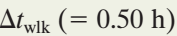 Δt_wlk (= 0.50 h)